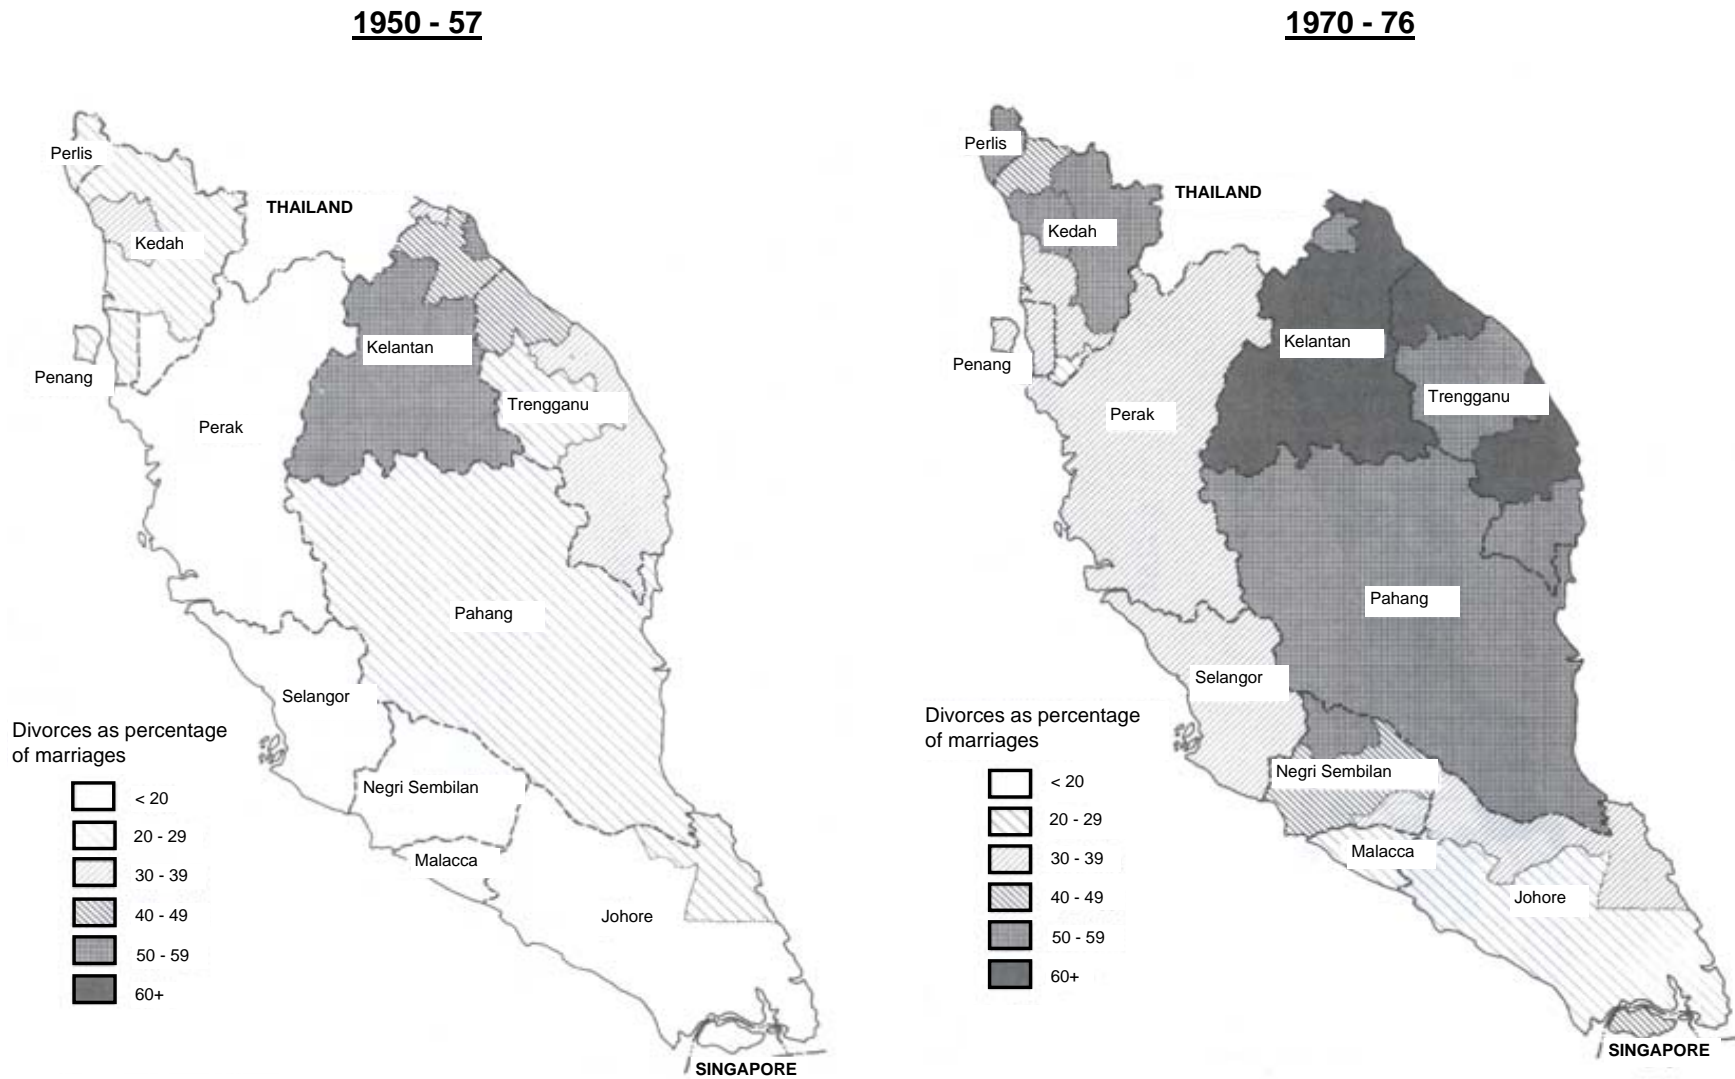 1950 - 57
Perlis
THAILAND
Kedah
Kelantan
Penang
Trengganu
Perak
Pahang
Selangor
Divorces as percentage
of marriages
Negri Sembilan
< 20
20 - 29
Malacca
30 - 39
40 - 49
Johore
50 - 59
60+
SINGAPORE
1970 - 76
Perlis
THAILAND
Kedah
Kelantan
Penang
Trengganu
Perak
Pahang
Selangor
Divorces as percentage
of marriages
Negri Sembilan
< 20
20 - 29
Malacca
30 - 39
40 - 49
Johore
50 - 59
60+
SINGAPORE